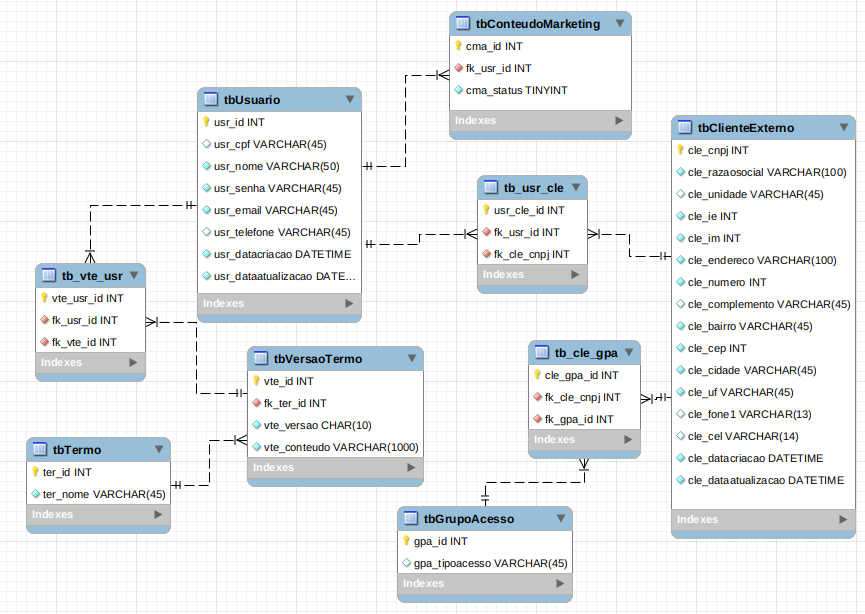 tbConteudoMarketing
cma_id INT
fk_usr_id INT
cma_status TINYINT
Indexes
tbUsuario
usr_id INT
usr_cpf VARCHAR(45)
usr_nome VARCHAR(50)
usr_senha VARCHAR(45)
usr_email VARCHAR(45)
usr_telefone VARCHAR(45)
usr_datacriacao DATETIME
usr_dataatualizacao DATE...
Indexes
tbClienteExterno
cle_cnpj INT
cle_razaosocial VARCHAR(100)
cle_unidade VARCHAR(45)
cle_ie INT
cle_im INT
cle_endereco VARCHAR(100)
cle_numero INT
cle_complemento VARCHAR(45)
cle_bairro VARCHAR(45)
cle_cep INT
cle_cidade VARCHAR(45)
cle_uf VARCHAR(45)
cle_fone1 VARCHAR(13)
cle_cel VARCHAR(14)
cle_datacriacao DATETIME
cle_dataatualizacao DATETIME
Indexes
tb_usr_cle
usr_cle_id INT
fk_usr_id INT
fk_cle_cnpj INT
Indexes
tb_vte_usr
vte_usr_id INT
fk_usr_id INT
fk_vte_id INT
Indexes
tbVersaoTermo
vte_id INT
fk_ter_id INT
vte_versao CHAR(10)
vte_conteudo VARCHAR(1000)
Indexes
tb_cle_gpa
cle_gpa_id INT
fk_cle_cnpj INT
fk_gpa_id INT
Indexes
tbTermo
ter_id INT
ter_nome VARCHAR(45)
Indexes
tbGrupoAcesso
gpa_id INT
gpa_tipoacesso VARCHAR(45)
Indexes